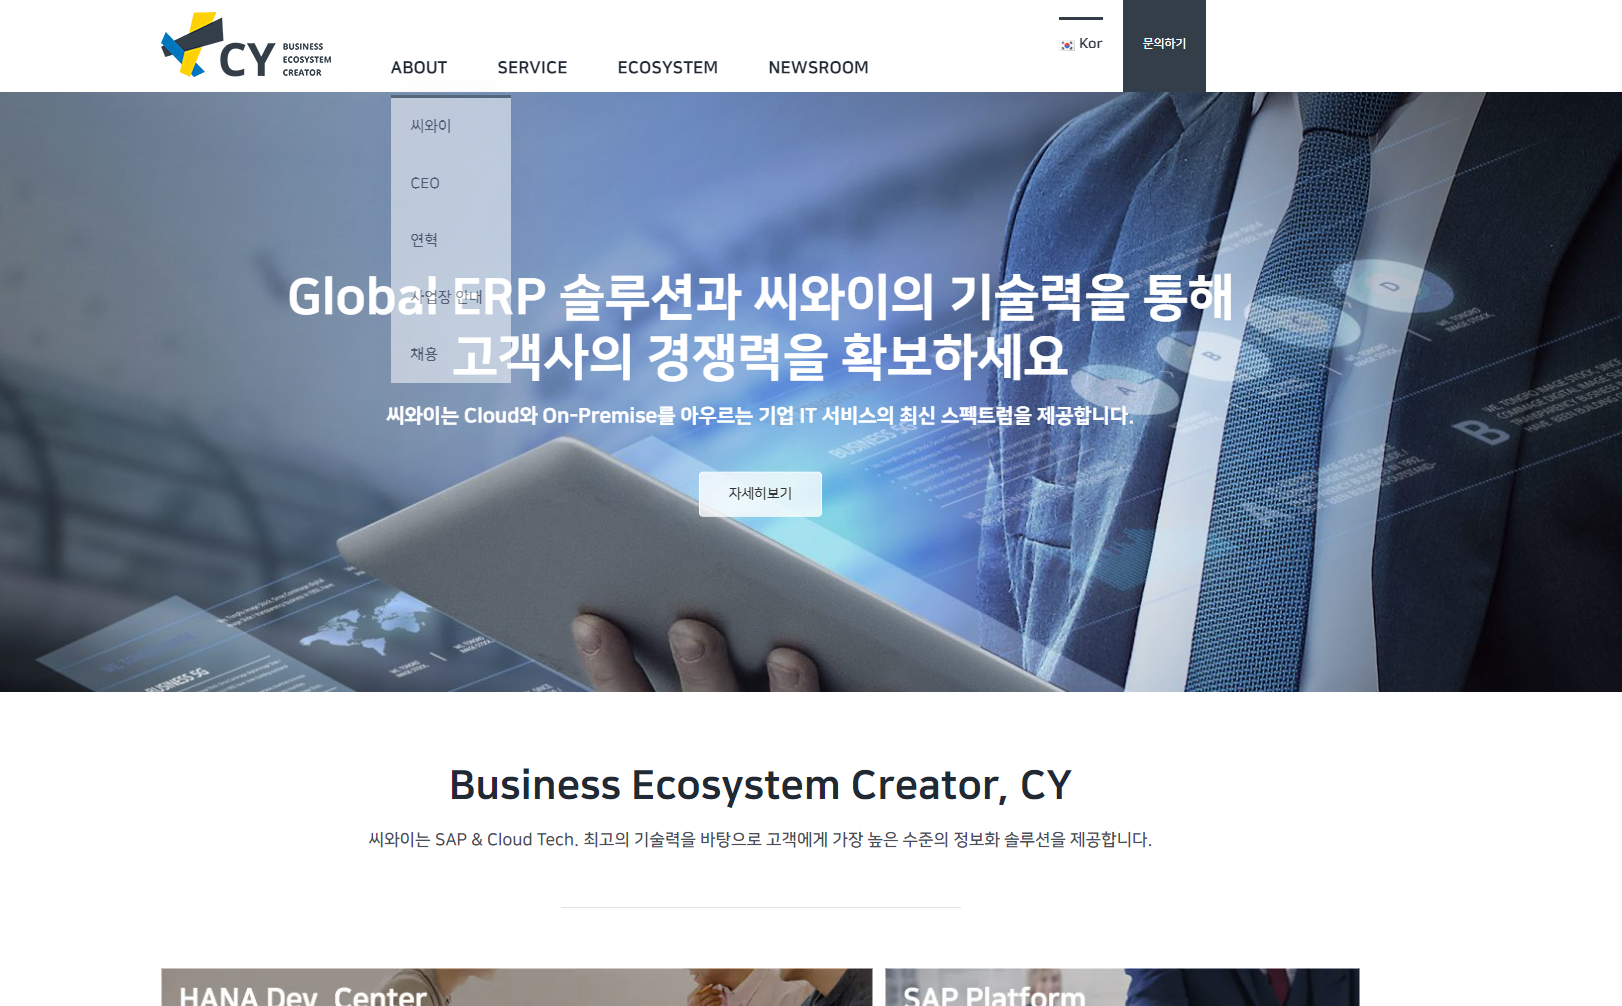 CY
BUSINESS
ECOSYSTEM
CREATOR
ABOUT
SERVICE
ECOSYSTEM
NEWSROOM
Kor
문의하기
씨와이
CEO
연혁
사업장 안내
채용
Global ERP 솔루션과 씨와이의 기술력을 통해
고객사의 경쟁력을 확보하세요
씨와이는 Cloud와 On-Premise를 아우르는 기업 IT 서비스의 최신 스펙트럼을 제공합니다.
자세히보기
A
B
D
B
BUSINESS 5G
BUSINESS 5G
Business Ecosystem Creator, CY
씨와이는 SAP & Cloud Tech. 최고의 기술력을 바탕으로 고객에게 가장 높은 수준의 정보화 솔루션을 제공합니다.
HANA Dev. Center
SAP Platform